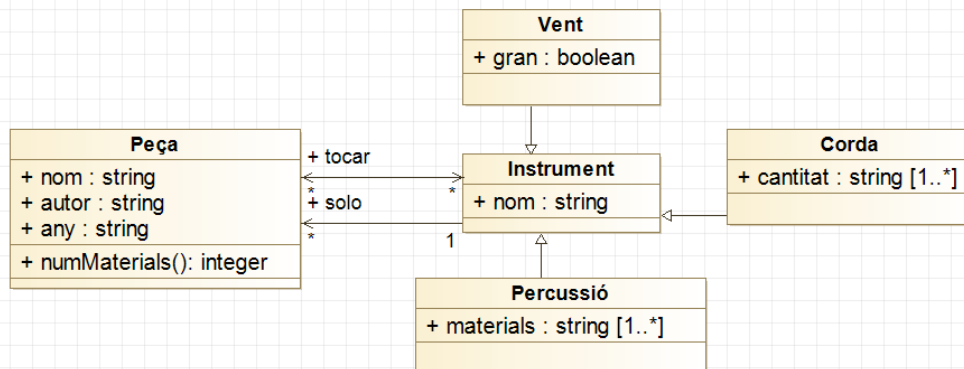 Vent
+ gran : boolean
Peça
+ nom : string
+ autor : string
+ any : string
+ numMaterials(): integer
+ tocar
* *
+ solo
* 1
Instrument
+ nom : string
Corda
+ cantitat : string [1..*]
Percussió
+ materials : string [1..*]